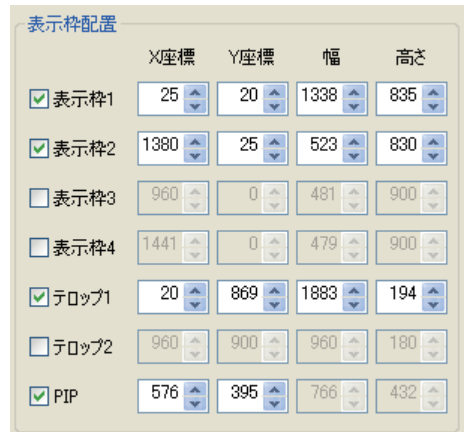 表示枠配置
X座標 Y座標 幅 高さ
表示枠1 25 20 1338 835
表示枠2 1380 25 523 830
表示枠3 960 0 481 900
表示枠4 1441 0 479 900
テロップ1 20 869 1883 194
テロップ2 960 900 960 180
PIP 576 395 766 432